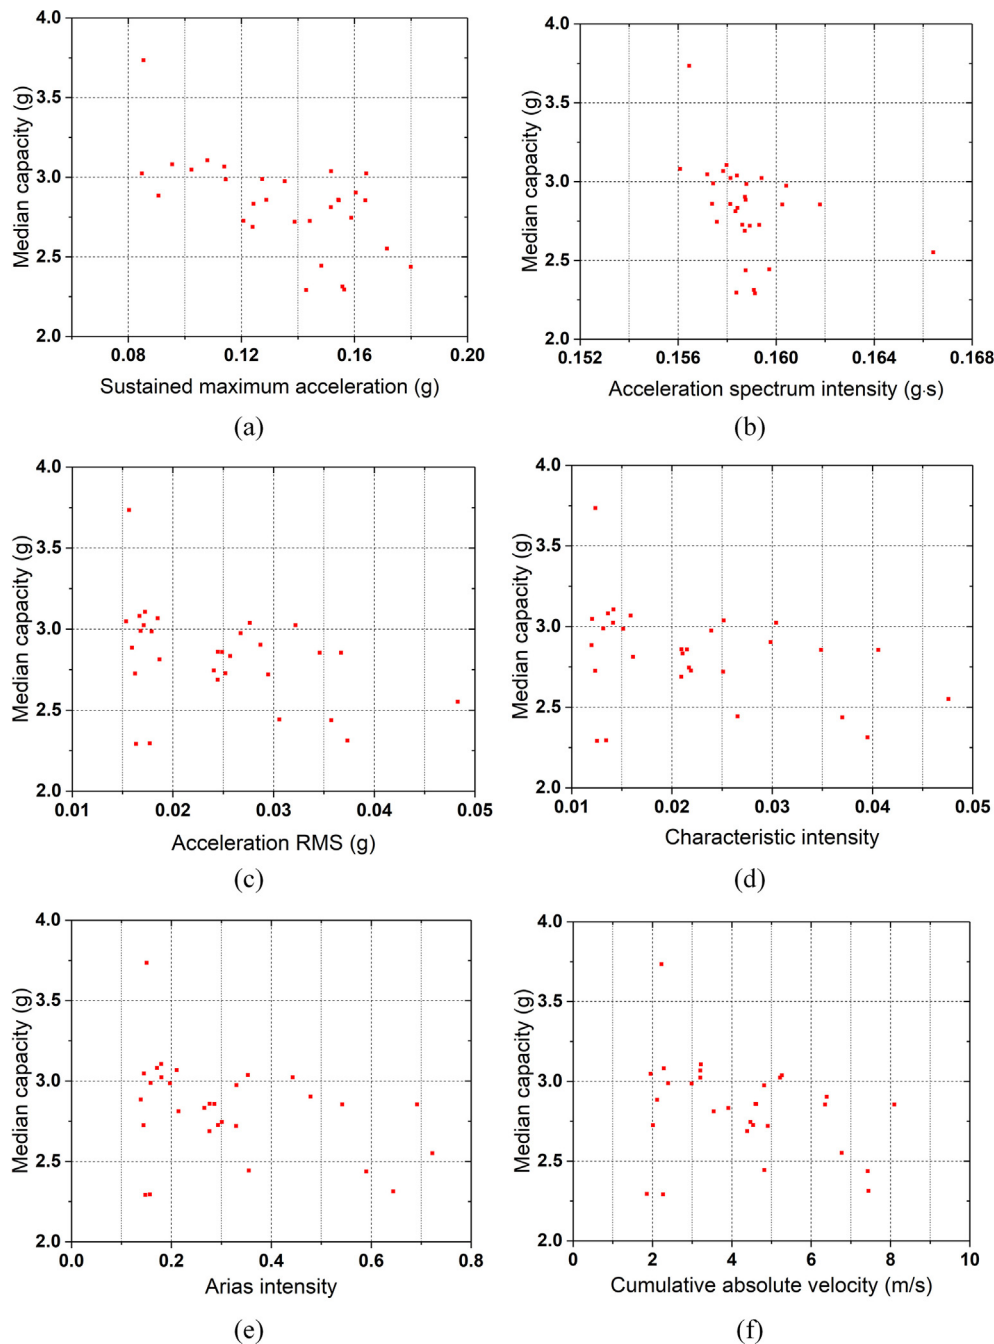 4.0
3.5
3.0
2.5
2.0
Median capacity (g)
0.08 0.12 0.16 0.20
Sustained maximum acceleration (g)
(a)
4.0
3.5
3.0
2.5
2.0
Median capacity (g)
0.152 0.156 0.160 0.164 0.168
Acceleration spectrum intensity (g·s)
(b)
4.0
3.5
3.0
2.5
2.0
Median capacity (g)
0.01 0.02 0.03 0.04 0.05
Acceleration RMS (g)
(c)
4.0
3.5
3.0
2.5
2.0
Median capacity (g)
0.01 0.02 0.03 0.04 0.05
Characteristic intensity
(d)
4.0
3.5
3.0
2.5
2.0
Median capacity (g)
0.0 0.2 0.4 0.6 0.8
Arias intensity
(e)
4.0
3.5
3.0
2.5
2.0
Median capacity (g)
0 2 4 6 8 10
Cumulative absolute velocity (m/s)
(f)